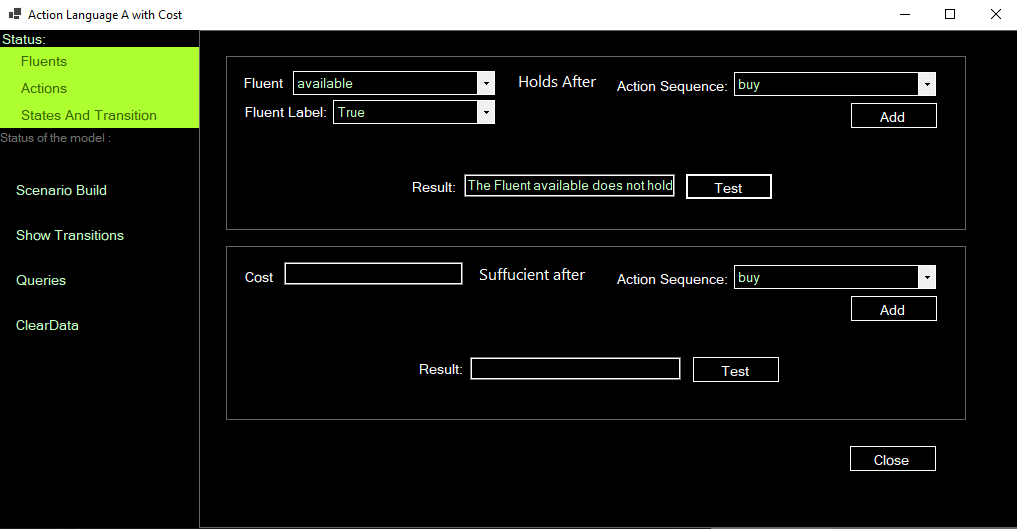 Action Language A with Cost
Status:
Fluents
Actions
States And Transition
Status of the model :
Scenario Build
Show Transitions
Queries
ClearData
Fluent available Holds After Action Sequence: buy
Fluent Label: True Add
Result: The Fluent available does not hold Test
Cost Suffucient after Action Sequence: buy
Add
Result: Test
Close